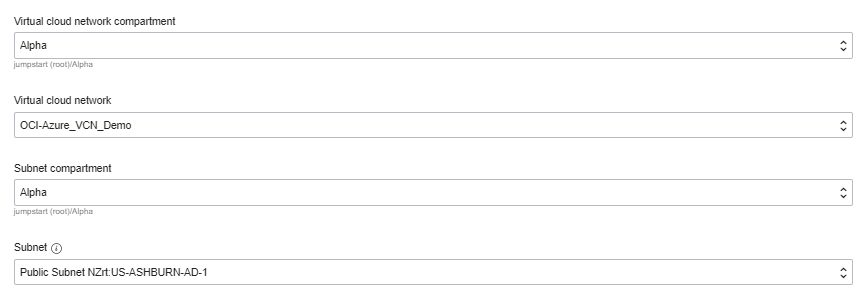 Virtual cloud network compartment
Alpha
jumpstart (root)/Alpha
Virtual cloud network
OCI-Azure_VCN_Demo
Subnet compartment
Alpha
jumpstart (root)/Alpha
Subnet i
Public Subnet NZrt:US-ASHBURN-AD-1